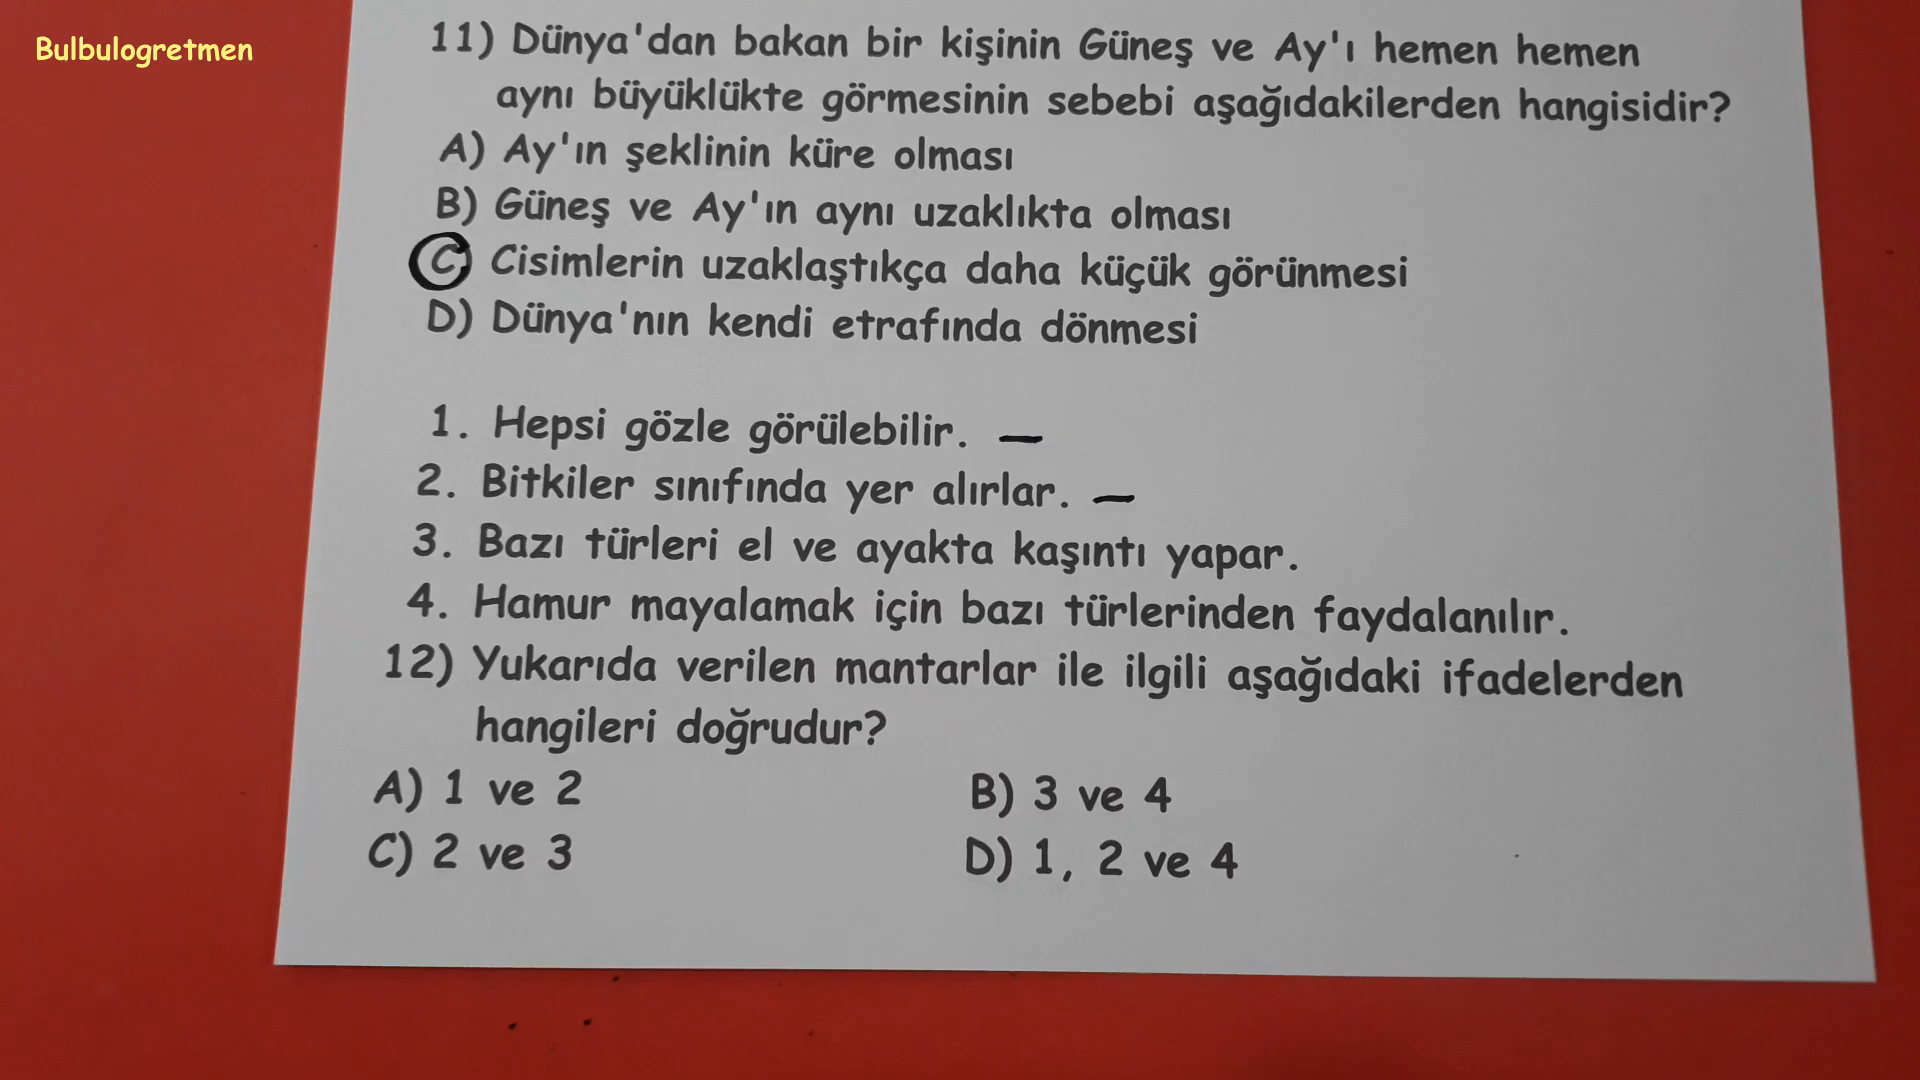 Bulbulogretmen
11) Dünya'dan bakan bir kişinin Güneş ve Ay'ı hemen hemen
aynı büyüklükte görmesinin sebebi aşağıdakilerden hangisidir?
A) Ay'ın şeklinin küre olması
B) Güneş ve Ay'ın aynı uzaklıkta olması
C) Cisimlerin uzaklaştıkça daha küçük görünmesi
D) Dünya'nın kendi etrafında dönmesi
1. Hepsi gözle görülebilir. —
2. Bitkiler sınıfında yer alırlar. —
3. Bazı türleri el ve ayakta kaşıntı yapar.
4. Hamur mayalamak için bazı türlerinden faydalanılır.
12) Yukarıda verilen mantarlar ile ilgili aşağıdaki ifadelerden
hangileri doğrudur?
A) 1 ve 2 B) 3 ve 4
C) 2 ve 3 D) 1, 2 ve 4